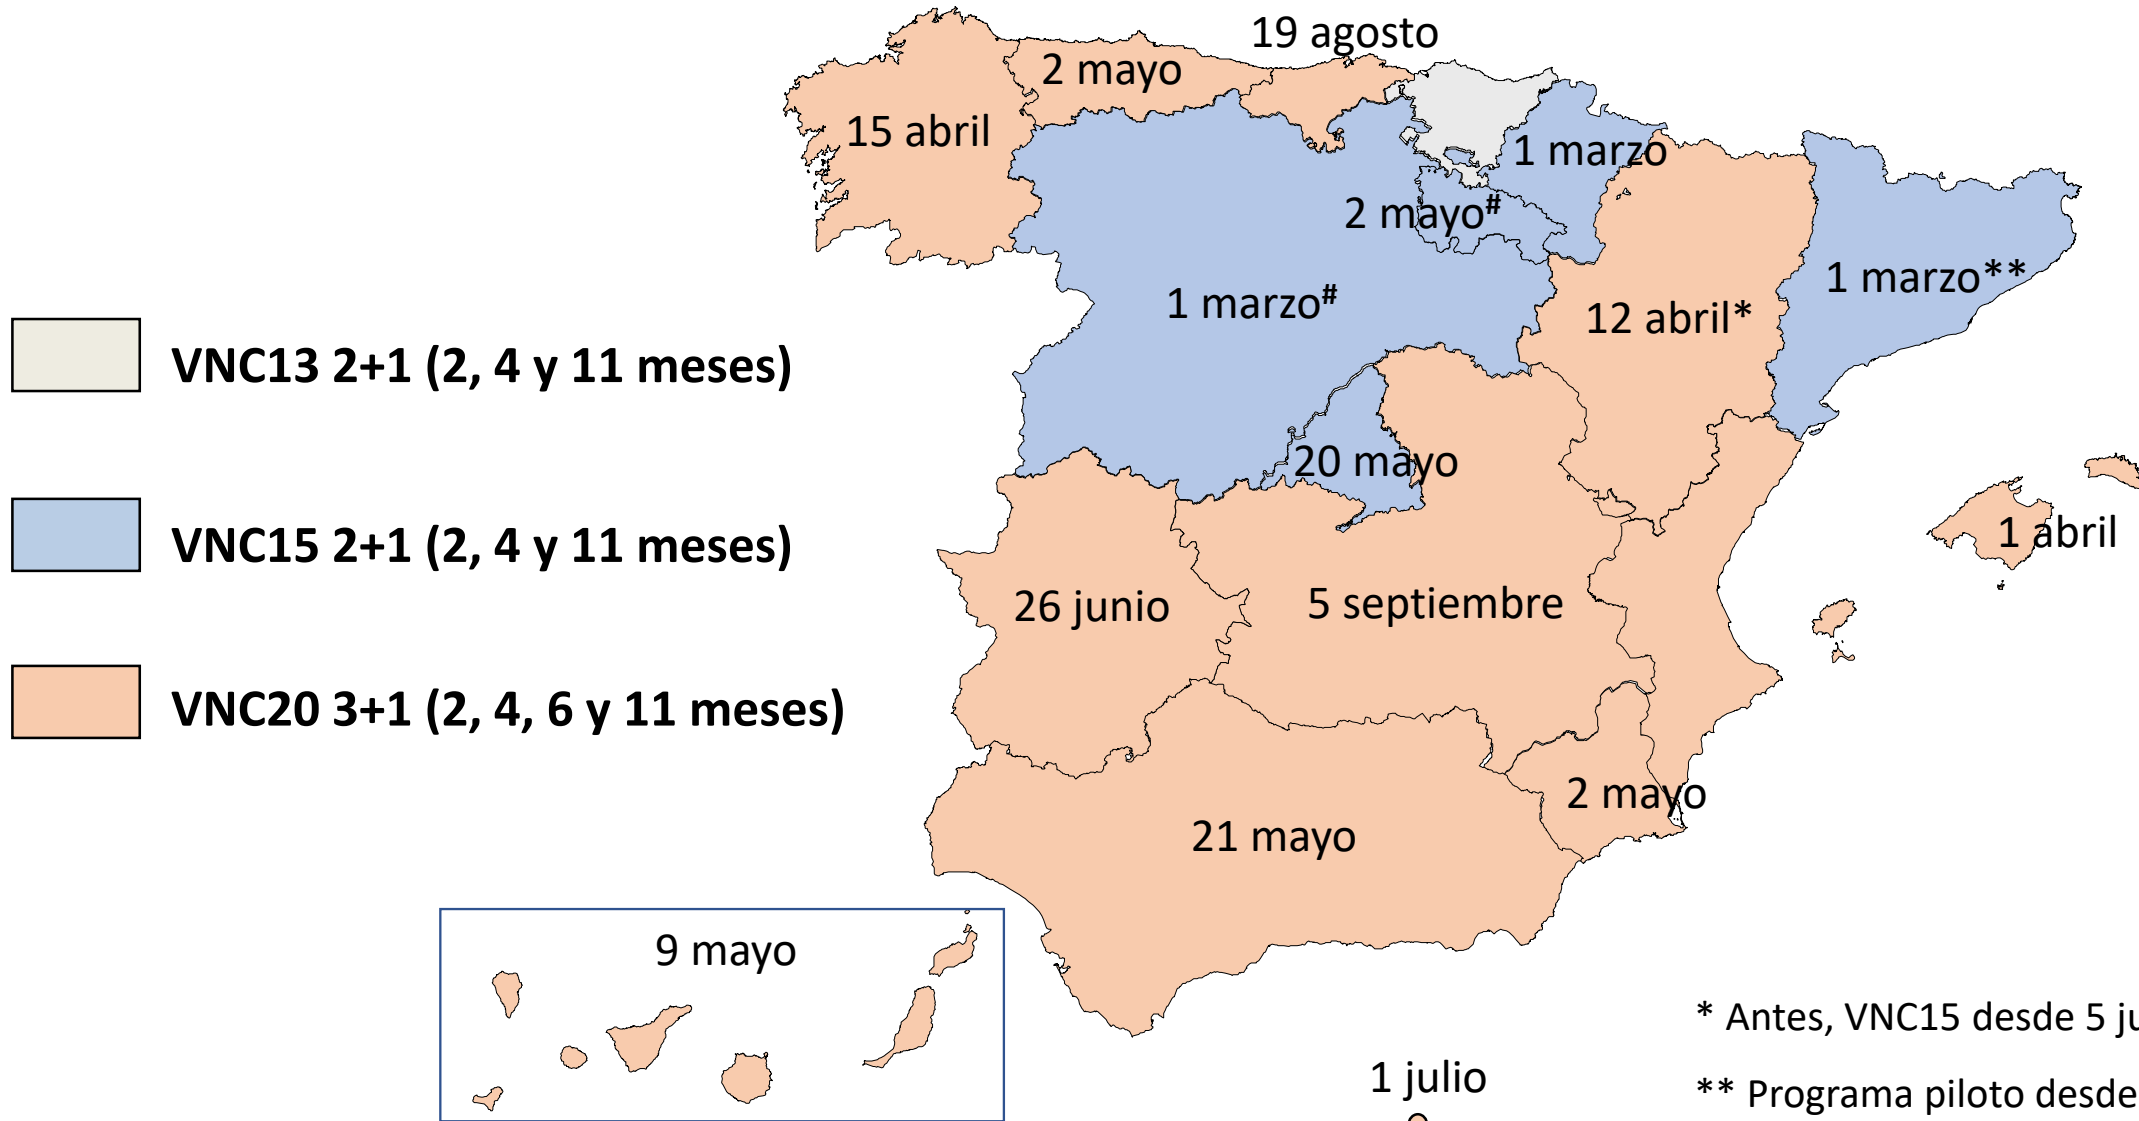 19 agosto
2 mayo
15 abril
1 marzo
2 mayo#
1 marzo#
1 marzo**
12 abril*
VNC13 2+1 (2, 4 y 11 meses)
20 mayo
VNC15 2+1 (2, 4 y 11 meses)
1 abril
26 junio
5 septiembre
VNC20 3+1 (2, 4, 6 y 11 meses)
2 mayo
21 mayo
9 mayo
* Antes, VNC15 desde 5
1 julio
** Programa piloto desde